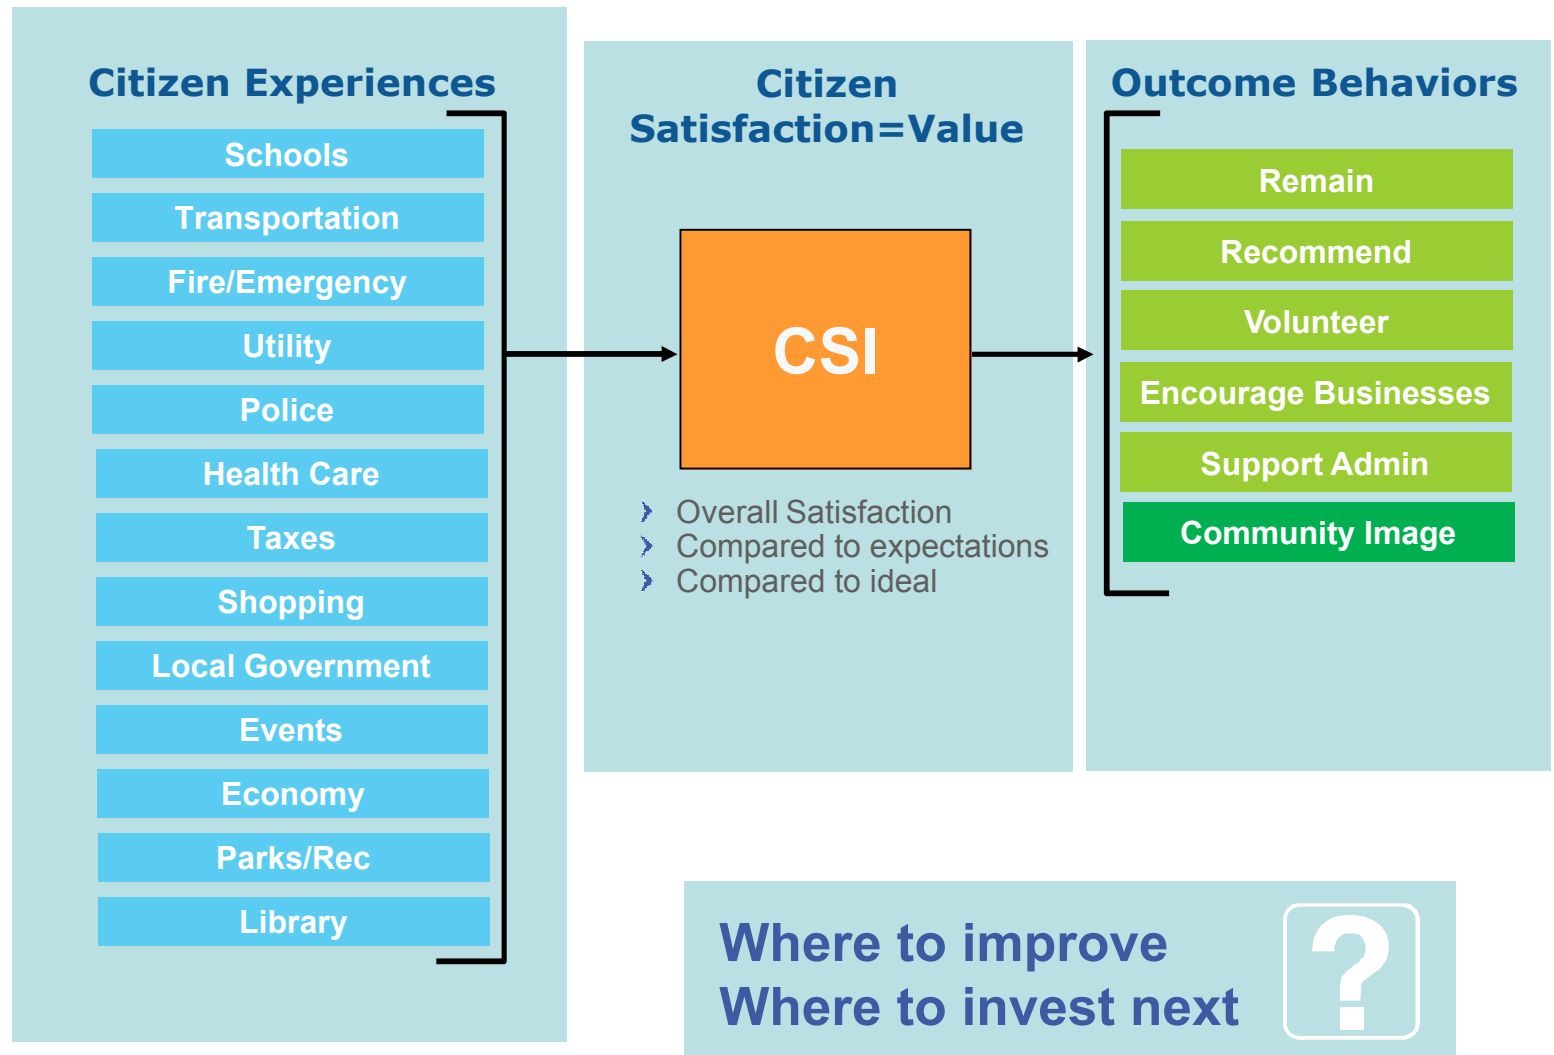 Citizen Experiences
Schools
Transportation
Fire/Emergency
Utility
Police
Health Care
Taxes
Shopping
Local Government
Events
Economy
Parks/Rec
Library
Citizen
Satisfaction=Value
CSI
Overall Satisfaction
Compared to expectations
Compared to ideal
Outcome Behaviors
Remain
Recommend
Volunteer
Encourage Businesses
Support Admin
Community Image
Where to improve
Where to invest next
?